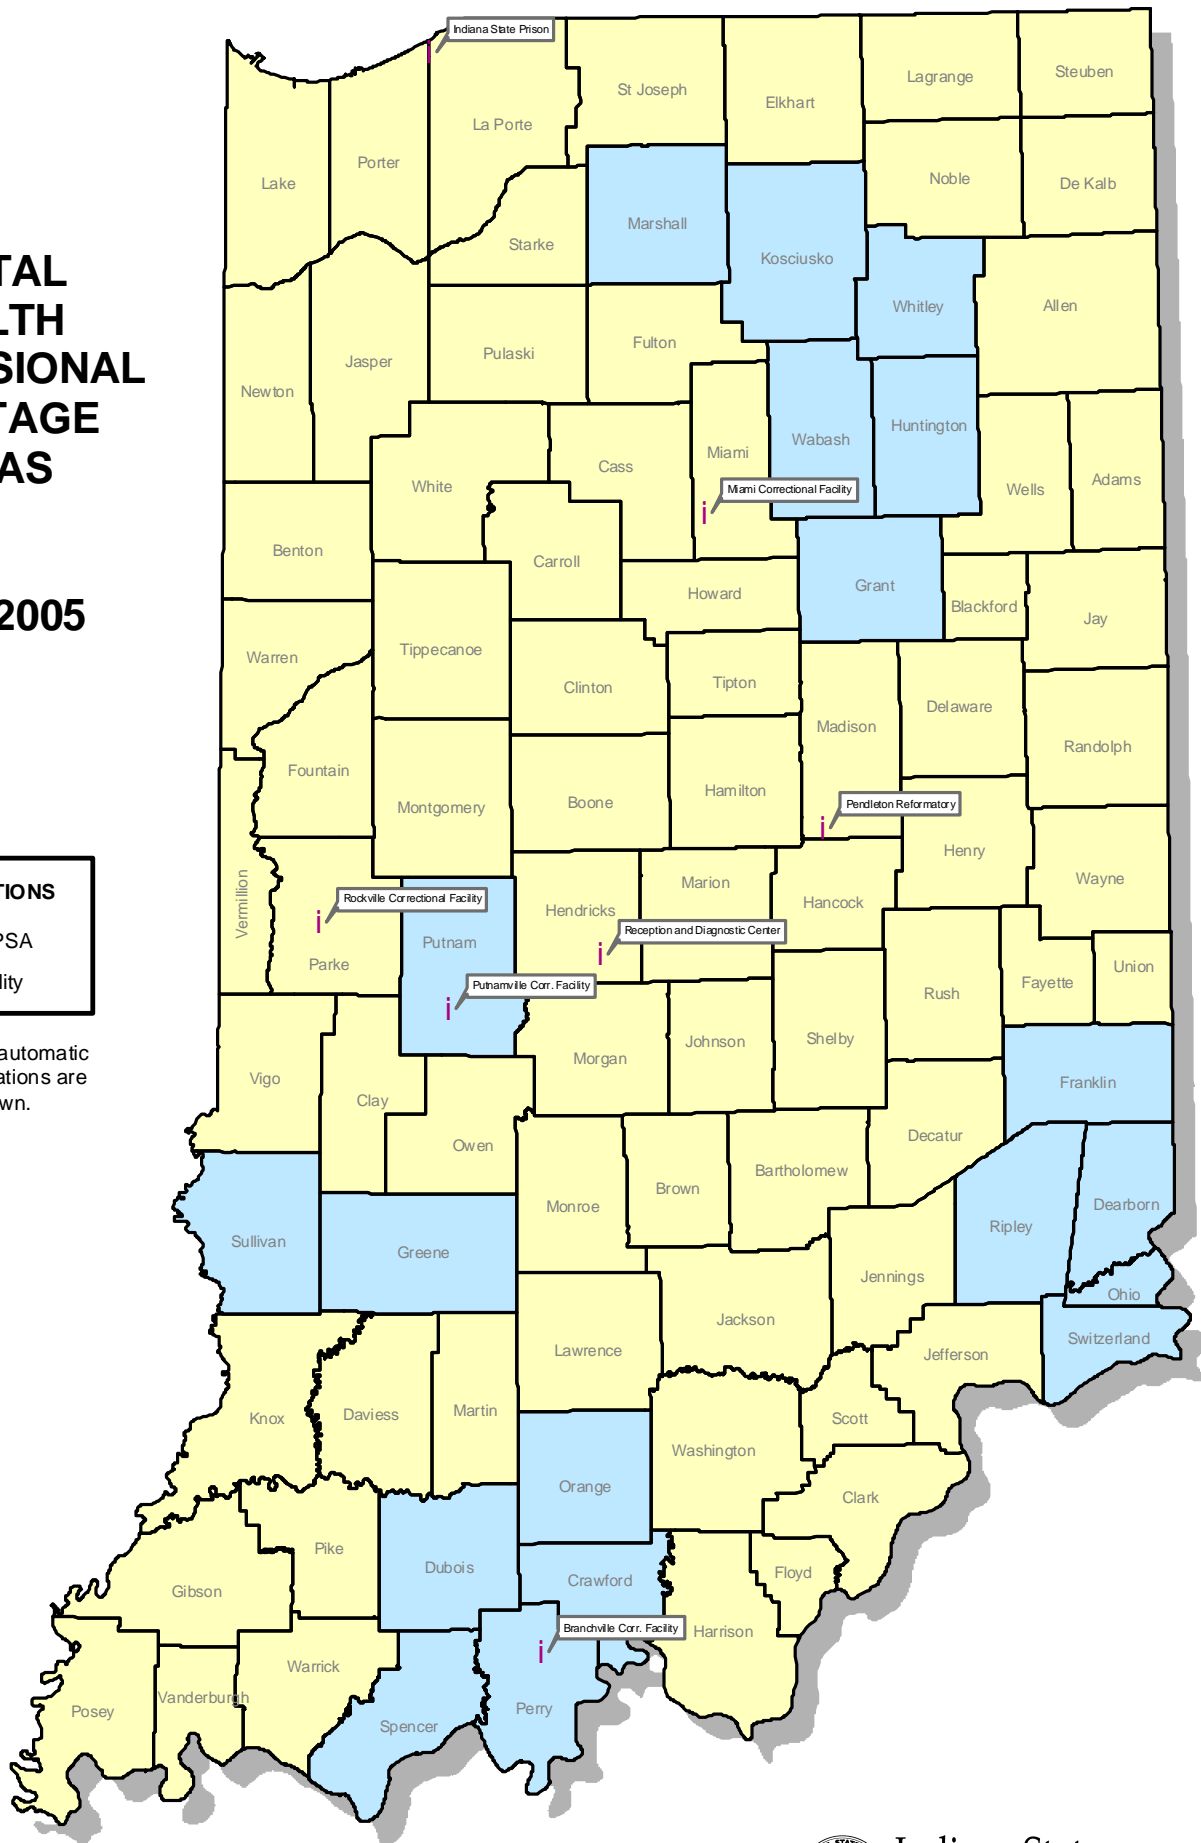 TAL
LTH
SIONAL
TAGE
AS
2005
TIONS
PSA
lity
automatic
ations are
wn.
Indiana State Prison
St Joseph
Lagrange
Steuben
Elkhart
La Porte
Porter
Lake
Noble
De Kalb
Marshall
Starke
Kosciusko
Whitley
Allen
Fulton
Pulaski
Jasper
Newton
Huntington
Wabash
Miami
Cass
White
Wells
Adams
Miami Correctional Facility
i
Benton
Carroll
Howard
Grant
Blackford
Jay
Warren
Tippecanoe
Clinton
Tipton
Madison
Delaware
Randolph
Fountain
Montgomery
Boone
Hamilton
Pendleton Reformatory
i
Henry
Wayne
Vermillion
Marion
Hancock
Hendricks
Rockville Correctional Facility
i
Putnam
Reception and Diagnostic Center
i
Parke
Putnamville Corr. Facility
i
Rush
Fayette
Union
Vigo
Clay
Morgan
Johnson
Shelby
Franklin
Owen
Decatur
Bartholomew
Brown
Monroe
Dearborn
Ripley
Sullivan
Greene
Jennings
Ohio
Jackson
Switzerland
Lawrence
Jefferson
Knox
Daviess
Martin
Scott
Washington
Orange
Clark
Pike
Dubois
Crawford
Floyd
Gibson
Branchville Corr. Facility
i
Harrison
Warrick
Posey
Vanderburgh
Spencer
Perry
Indiana State